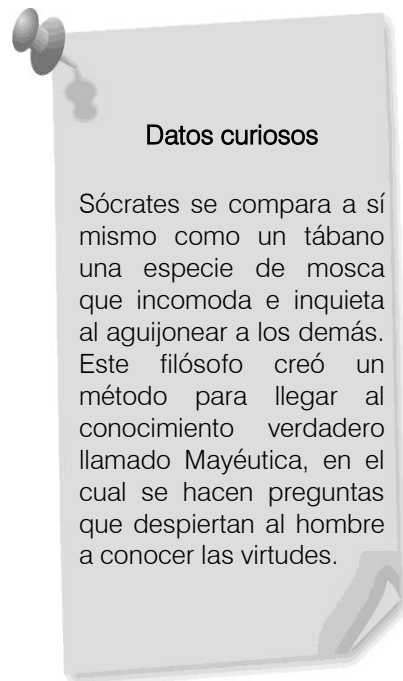 Datos curiosos
Sócrates se compara a sí
mismo como un tábano
una especie de mosca
que incomoda e inquieta
al aguijonear a los demás.
Este filósofo creó un
método para llegar al
conocimiento verdadero
llamado Mayéutica, en el
cual se hacen preguntas
que despiertan al hombre
a conocer las virtudes.